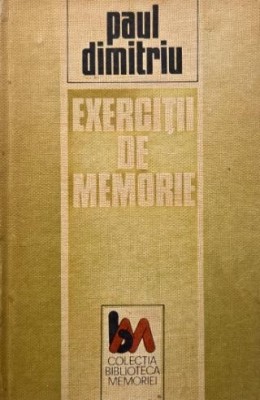 paul
dimitriu
EXERCIȚII
DE
MEMORIE
bM
COLECȚIA
BIBLIOTECA
MEMORIEI